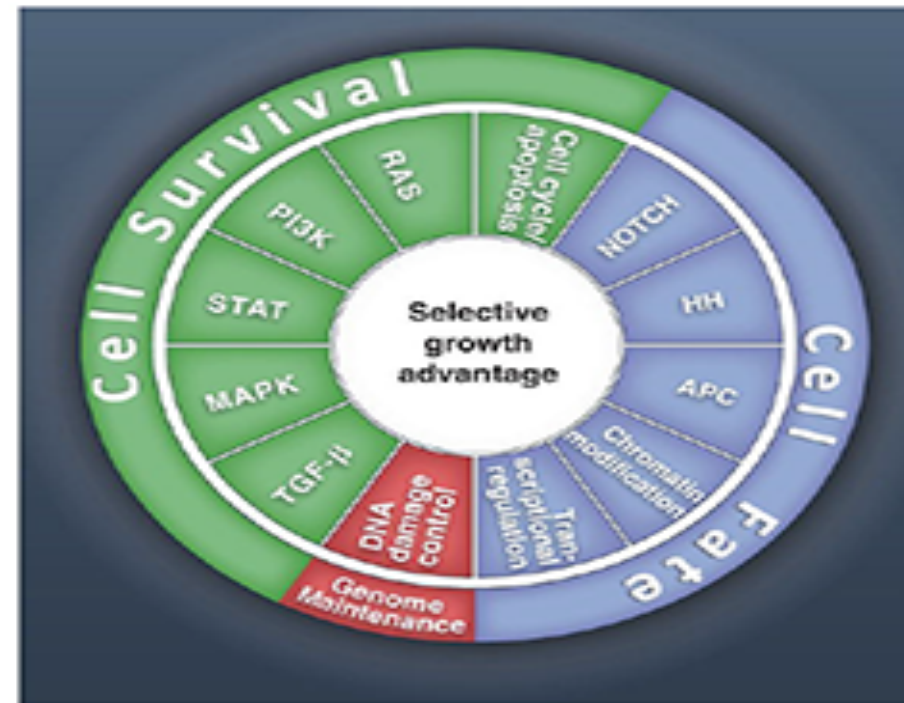 Cell Survival
Cell Fate
Genome
Maintenance
Selective
growth
advantage
Cell cycle/
apoptosis
NOTCH
HH
APC
Chromatin
modification
Tran-
scriptional
regulation
DNA
damage
control
TGF-β
MAPK
STAT
PI3K
RAS